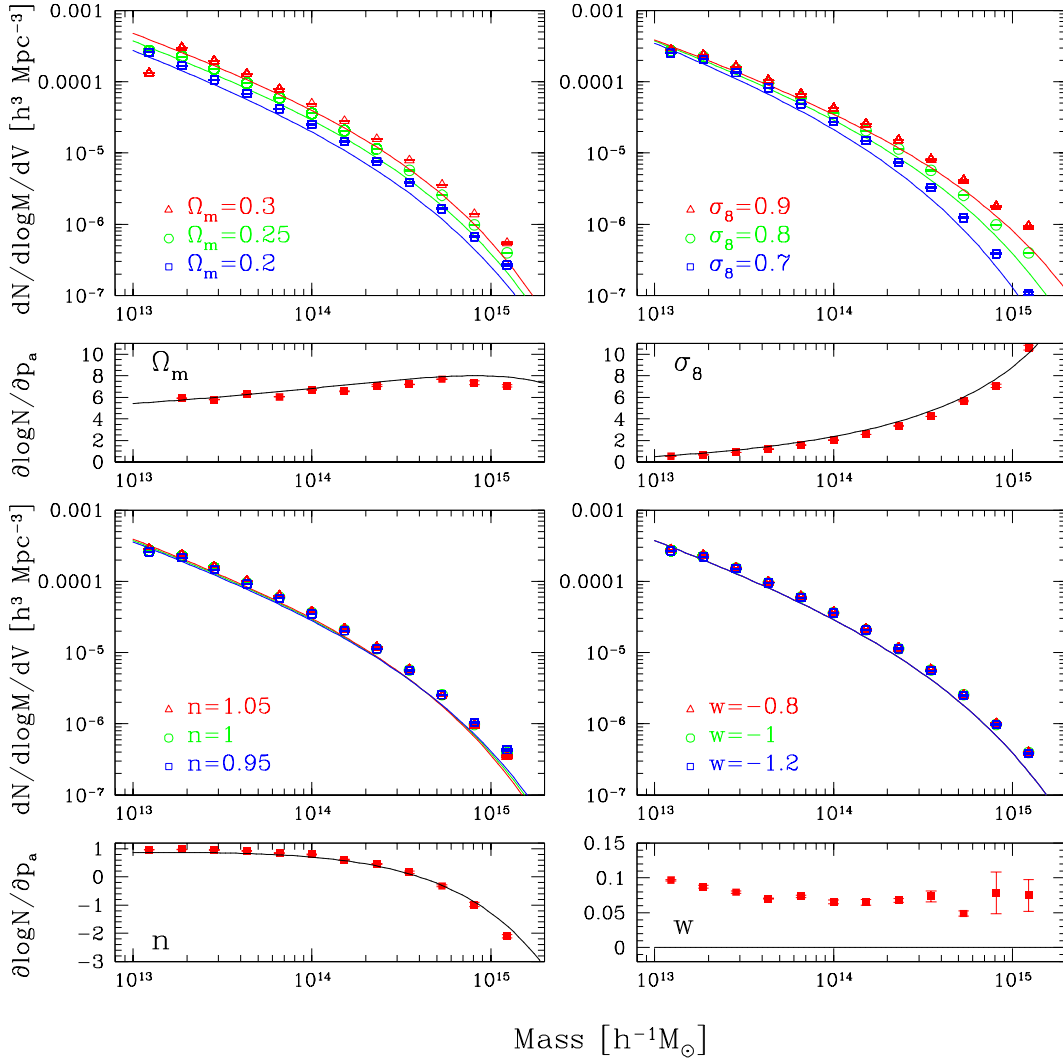 dN/dlogM/dV [h³ Mpc⁻³]
0.001
0.0001
10⁻⁵
10⁻⁶
10⁻⁷
Ωₘ=0.3
Ωₘ=0.25
Ωₘ=0.2
10¹³ 10¹⁴ 10¹⁵
0.001
0.0001
10⁻⁵
10⁻⁶
10⁻⁷
σ₈=0.9
σ₈=0.8
σ₈=0.7
10¹³ 10¹⁴ 10¹⁵
∂logN/∂pₐ
10
8
6
4
2
0
Ωₘ
10¹³ 10¹⁴ 10¹⁵
10
8
6
4
2
0
σ₈
10¹³ 10¹⁴ 10¹⁵
dN/dlogM/dV [h³ Mpc⁻³]
0.001
0.0001
10⁻⁵
10⁻⁶
10⁻⁷
n=1.05
n=1
n=0.95
10¹³ 10¹⁴ 10¹⁵
0.001
0.0001
10⁻⁵
10⁻⁶
10⁻⁷
w=−0.8
w=−1
w=−1.2
10¹³ 10¹⁴ 10¹⁵
∂logN/∂pₐ
1
0
−1
−2
−3
n
10¹³ 10¹⁴ 10¹⁵
0.15
0.1
0.05
0
w
10¹³ 10¹⁴ 10¹⁵
Mass [h⁻¹M☉]